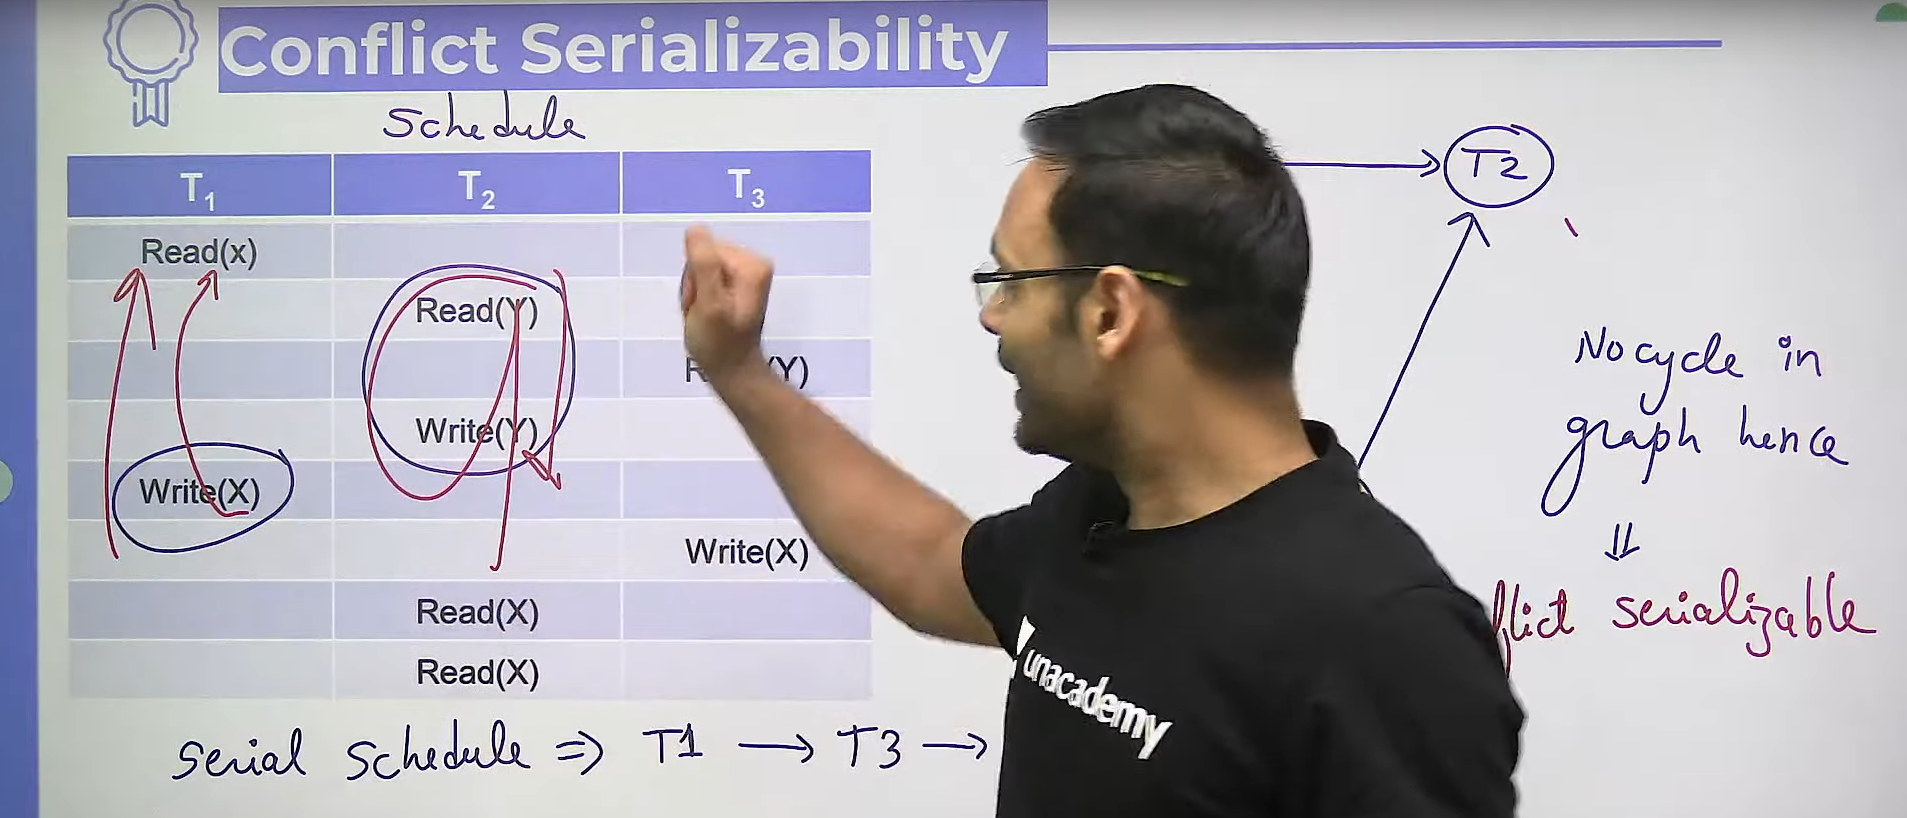 Conflict Serializability
Schedule
T1 T2 T3
Read(x)
Read(Y)
(Y)
Write(Y)
Write(X)
Write(X)
Read(X)
Read(X)
Serial Schedule => T1 → T3 →
T2
No cycle in
graph hence
⇓
flict serializable
unacademy